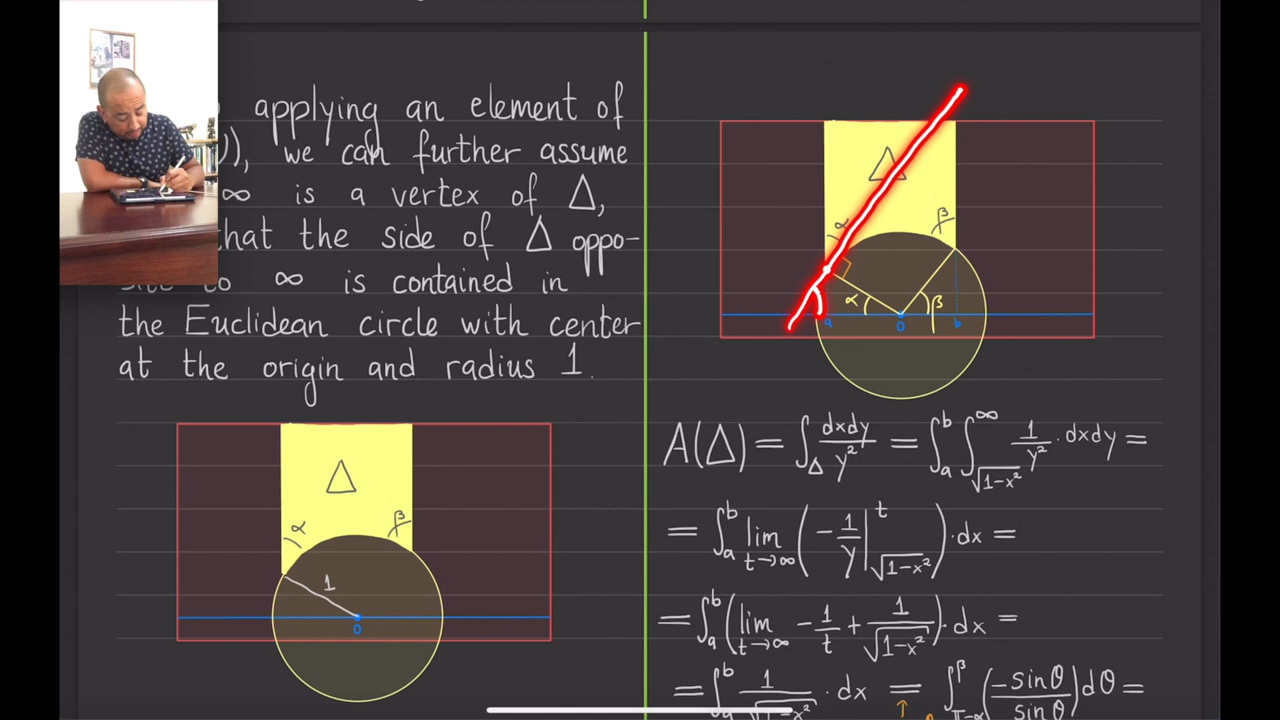 applying an element of
)), we can further assume
∞ is a vertex of Δ,
that the side of Δ oppo-
site to ∞ is contained in
the Euclidean circle with center
at the origin and radius 1.
Δ
α β
1
0
Δ
α β
α β
a 0 b
A(Δ) = ∫_Δ dxdy/y² = ∫_a^b ∫_{√(1-x²)}^∞ 1/y² · dxdy =
= ∫_a^b lim_{t→∞} (-1/y |_{√(1-x²)}^t) · dx =
= ∫_a^b (lim_{t→∞} -1/t + 1/√(1-x²)) · dx =
= ∫_a^b 1/√(1-x²) · dx = ∫_{π-α}^β (-sinθ/sinθ) dθ =